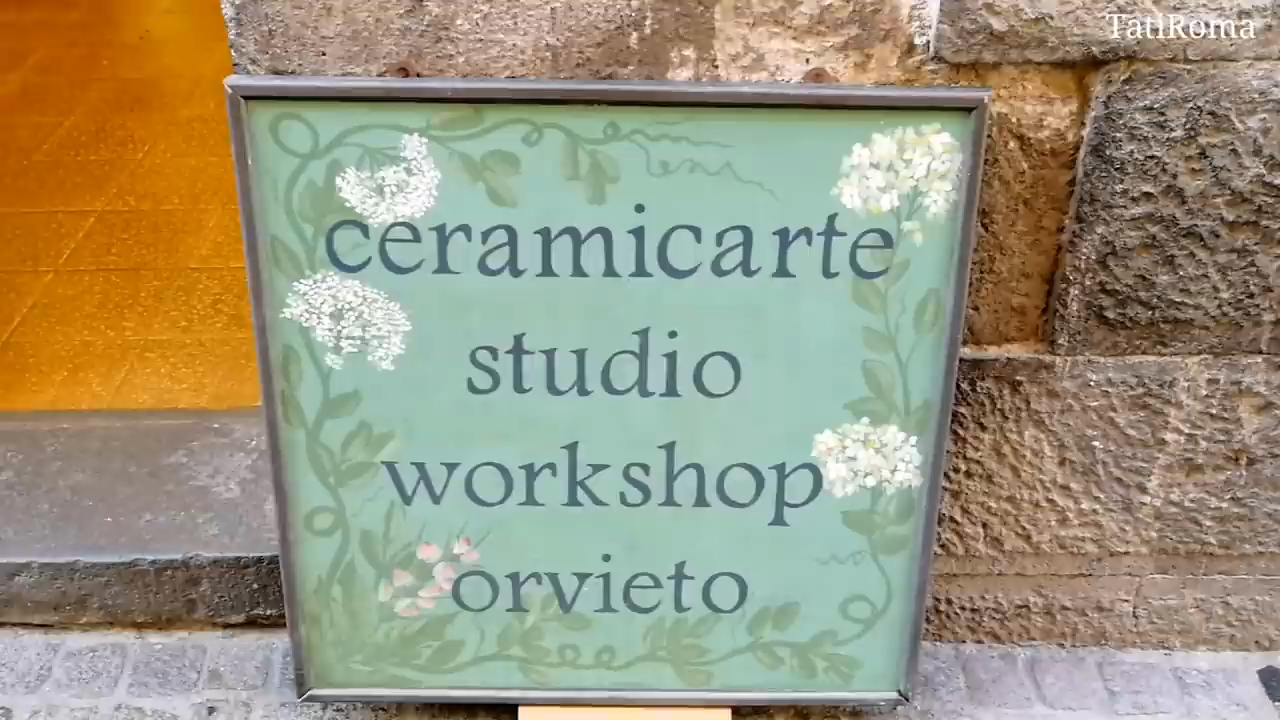 TatiRoma
ceramicarte
studio
workshop
orvieto